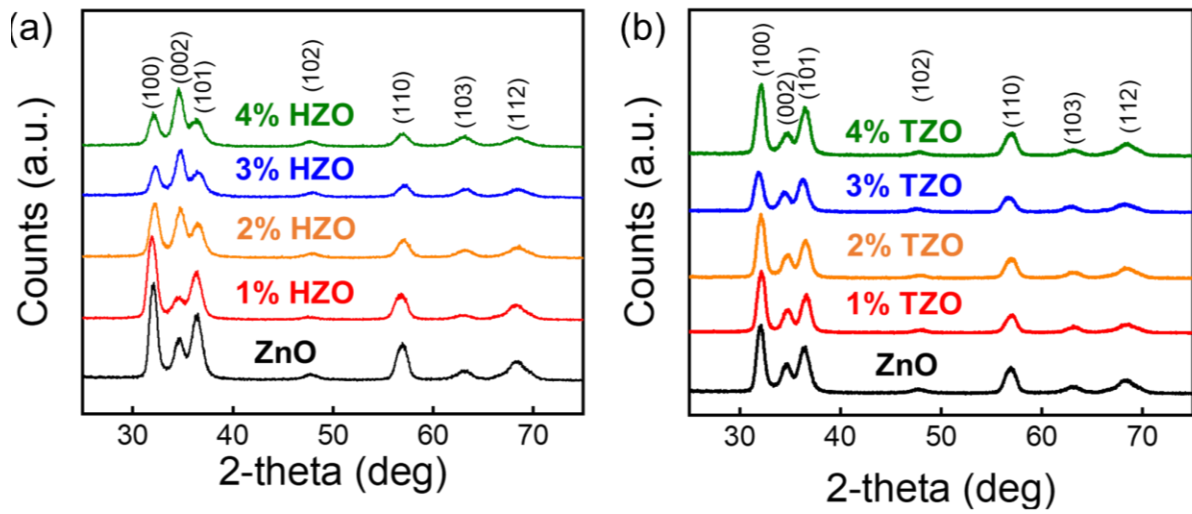 (a)
Counts (a.u.)
(100)
(002)
(101)
(102)
(110)
(103)
(112)
4% HZO
3% HZO
2% HZO
1% HZO
ZnO
30 40 50 60 70
2-theta (deg)
(b)
Counts (a.u.)
(100)
(002)
(101)
(102)
(110)
(103)
(112)
4% TZO
3% TZO
2% TZO
1% TZO
ZnO
30 40 50 60 70
2-theta (deg)